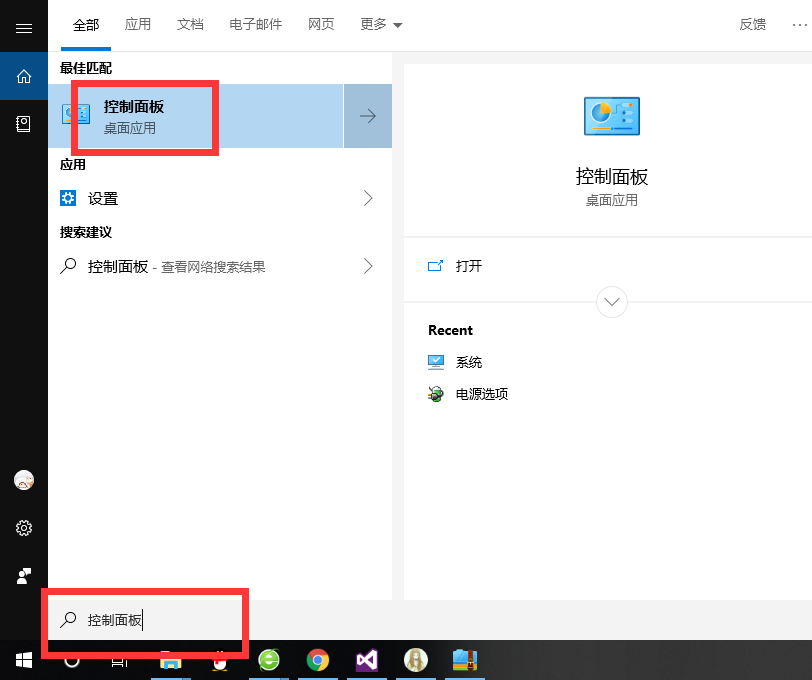 全部 应用 文档 电子邮件 网页 更多 反馈 ···
最佳匹配
控制面板
桌面应用
应用
设置
搜索建议
控制面板 - 查看网络搜索结果
控制面板
桌面应用
打开
Recent
系统
电源选项
控制面板